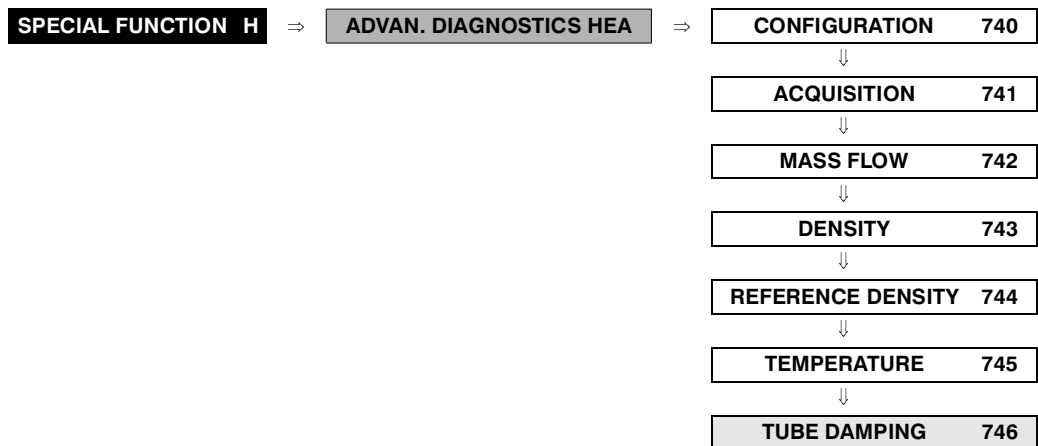 SPECIAL FUNCTION H ⇒ ADVAN. DIAGNOSTICS HEA ⇒ CONFIGURATION 740
⇓
ACQUISITION 741
⇓
MASS FLOW 742
⇓
DENSITY 743
⇓
REFERENCE DENSITY 744
⇓
TEMPERATURE 745
⇓
TUBE DAMPING 746